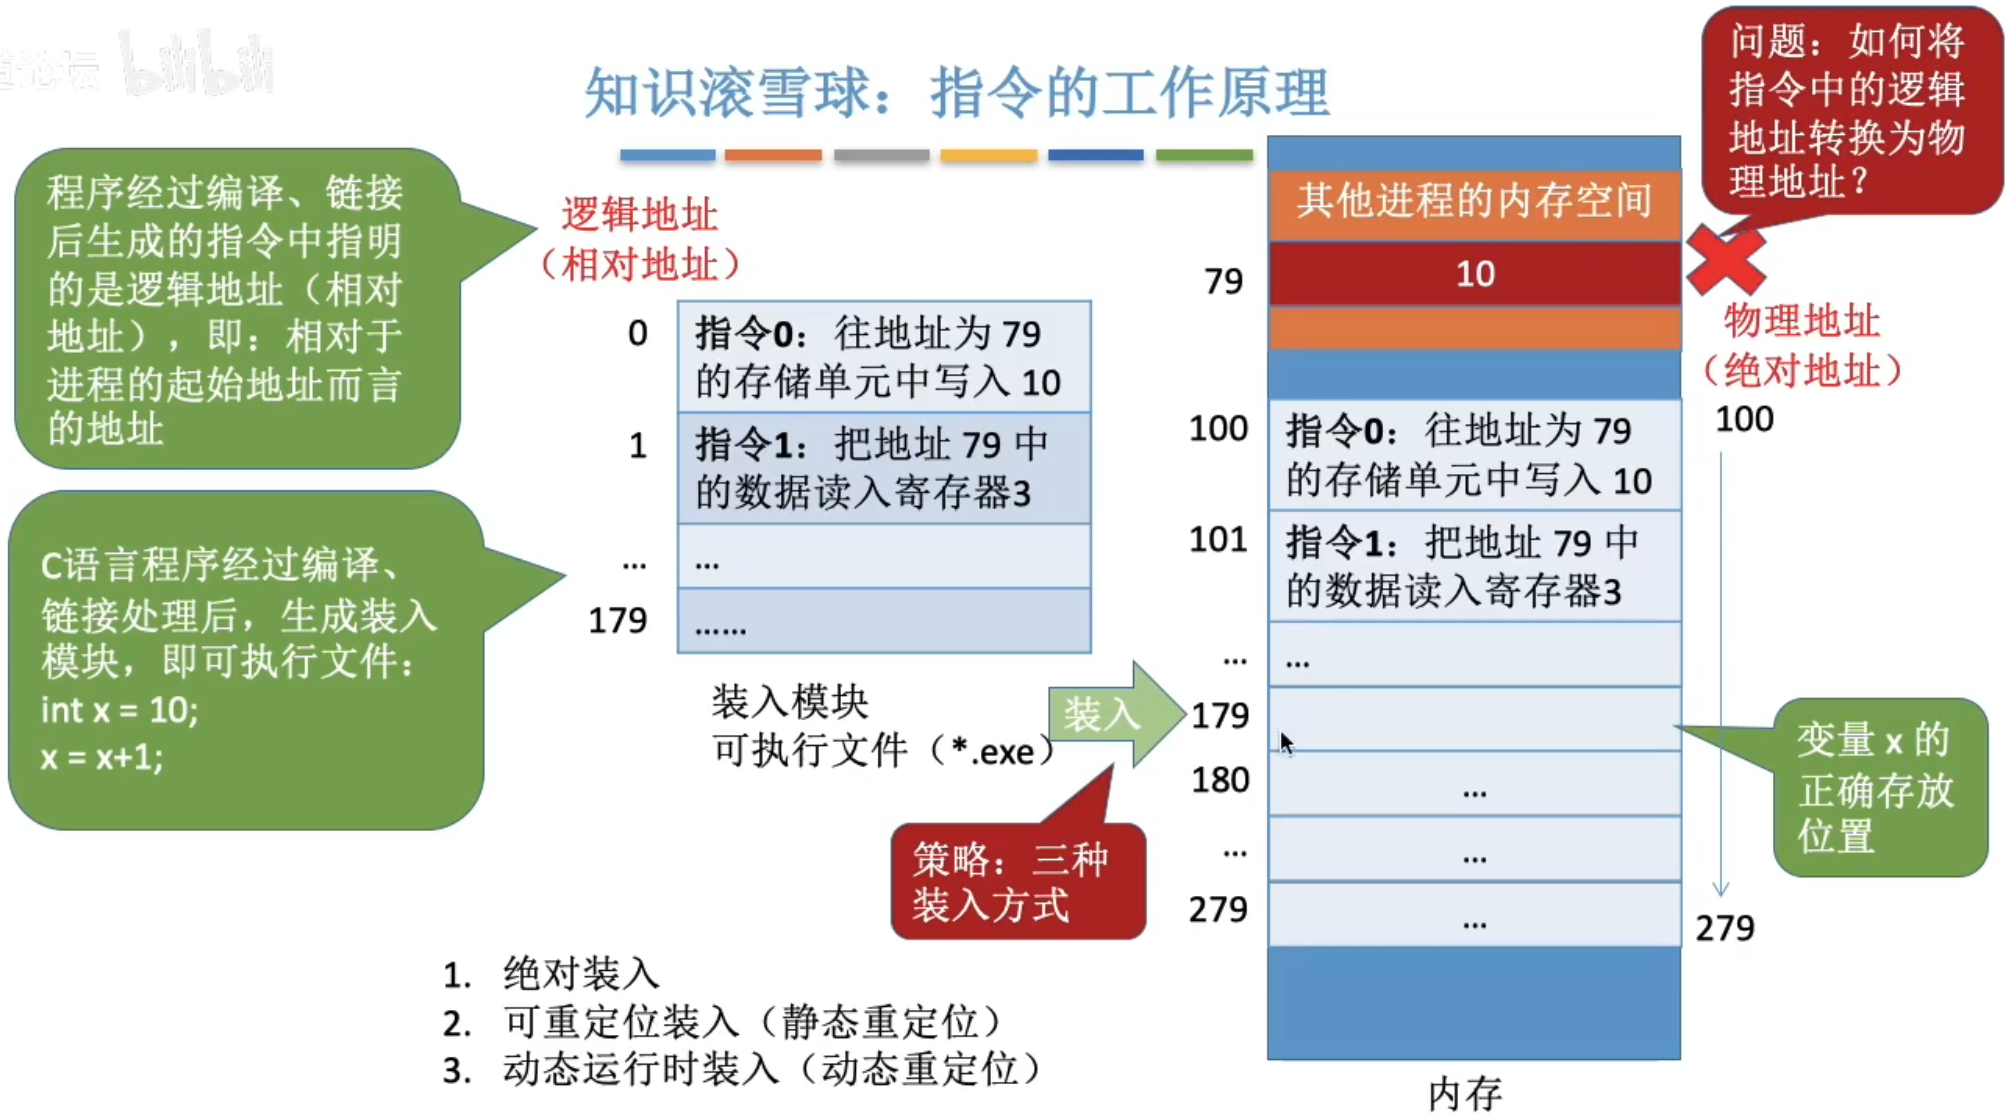 道论坛 bilibili
知识滚雪球：指令的工作原理
问题：如何将
指令中的逻辑
地址转换为物
理地址？
程序经过编译、链接
后生成的指令中指明
的是逻辑地址（相对
地址），即：相对于
进程的起始地址而言
的地址
C语言程序经过编译、
链接处理后，生成装入
模块，即可执行文件：
int x = 10;
x = x+1;
逻辑地址
（相对地址）
0
指令0：往地址为 79
的存储单元中写入 10
1
指令1：把地址 79 中
的数据读入寄存器3
...
...
179
......
装入模块
可执行文件（*.exe）
装入
策略：三种
装入方式
1. 绝对装入
2. 可重定位装入（静态重定位）
3. 动态运行时装入（动态重定位）
其他进程的内存空间
79
10
100
指令0：往地址为 79
的存储单元中写入 10
101
指令1：把地址 79 中
的数据读入寄存器3
...
...
179
180
...
...
...
279
...
内存
物理地址
（绝对地址）
100
279
变量 x 的
正确存放
位置